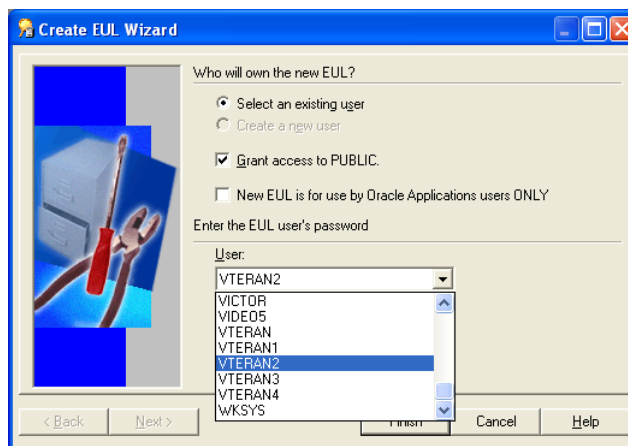 Create EUL Wizard
Who will own the new EUL?
Select an existing user
Create a new user
Grant access to PUBLIC.
New EUL is for use by Oracle Applications users ONLY
Enter the EUL user's password
User:
VTERAN2
VICTOR
VIDEO5
VTERAN
VTERAN1
VTERAN2
VTERAN3
VTERAN4
WKSYS
< Back Next > Finish Cancel Help